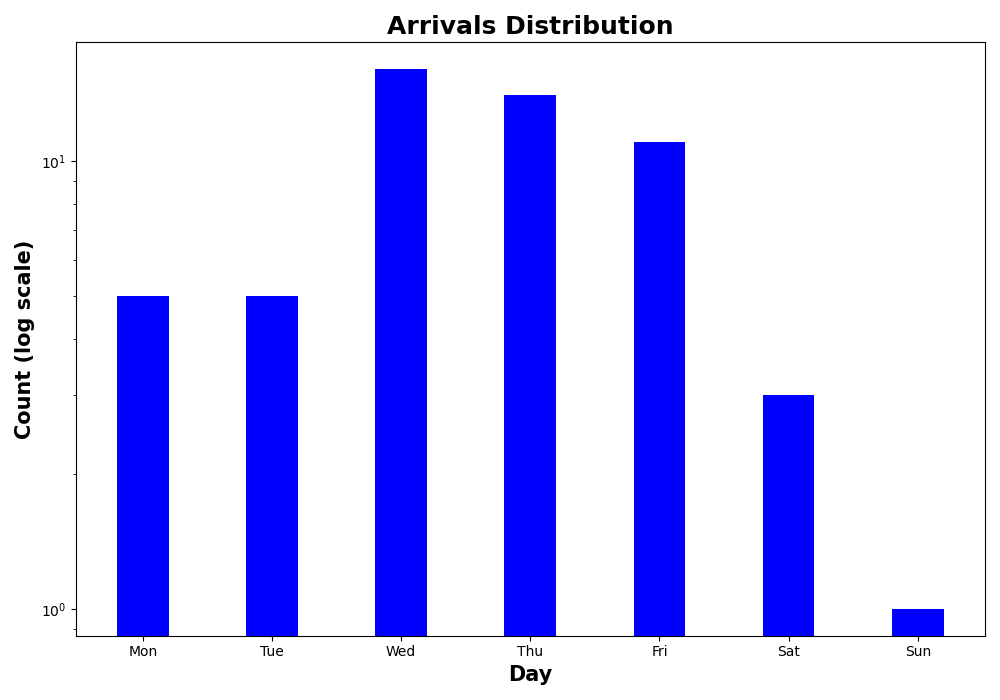 Arrivals Distribution
Count (log scale)
10¹
10⁰
Mon Tue Wed Thu Fri Sat Sun
Day